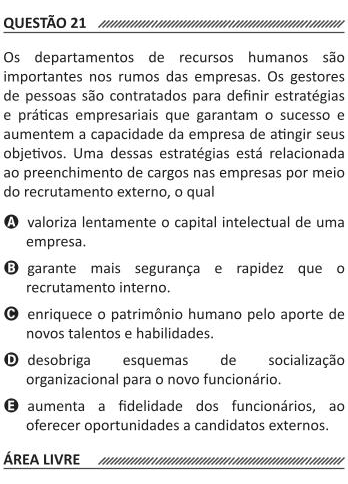 QUESTÃO 21
Os departamentos de recursos humanos são
importantes nos rumos das empresas. Os gestores
de pessoas são contratados para definir estratégias
e práticas empresariais que garantam o sucesso e
aumentem a capacidade da empresa de atingir seus
objetivos. Uma dessas estratégias está relacionada
ao preenchimento de cargos nas empresas por meio
do recrutamento externo, o qual
A valoriza lentamente o capital intelectual de uma
empresa.
B garante mais segurança e rapidez que o
recrutamento interno.
C enriquece o patrimônio humano pelo aporte de
novos talentos e habilidades.
D desobriga esquemas de socialização
organizacional para o novo funcionário.
E aumenta a fidelidade dos funcionários, ao
oferecer oportunidades a candidatos externos.
ÁREA LIVRE